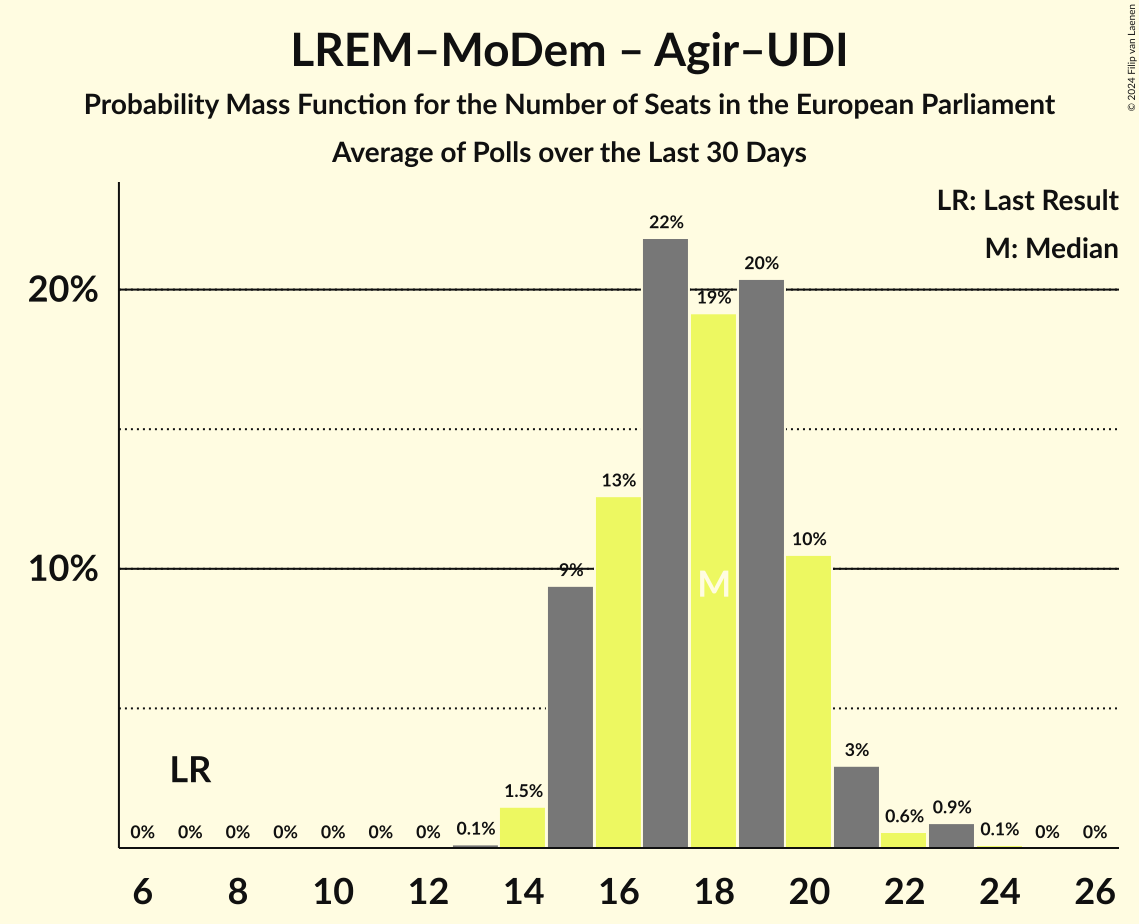 LREM–MoDem – Agir–UDI
Probability Mass Function for the Number of Seats in the European Parliament
Average of Polls over the Last 30 Days
© 2024 Filip van Laenen
LR: Last Result
M: Median
20%
10%
22%
20%
19%
13%
10%
9%
M
3%
LR
1.5%
0.9%
0.6%
0% 0% 0% 0% 0% 0% 0% 0.1% 0.1% 0% 0%
6 8 10 12 14 16 18 20 22 24 26